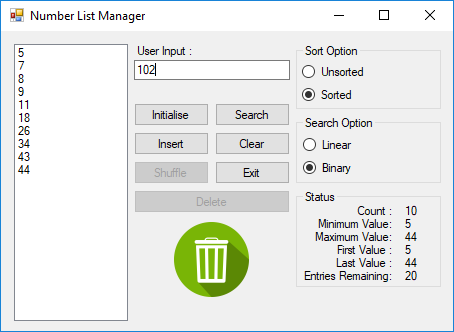 Number List Manager
5
7
8
9
11
18
26
34
43
44
User Input :
102
Initialise
Search
Insert
Clear
Shuffle
Exit
Delete
Sort Option
Unsorted
Sorted
Search Option
Linear
Binary
Status
Count : 10
Minimum Value: 5
Maximum Value: 44
First Value : 5
Last Value : 44
Entries Remaining: 20